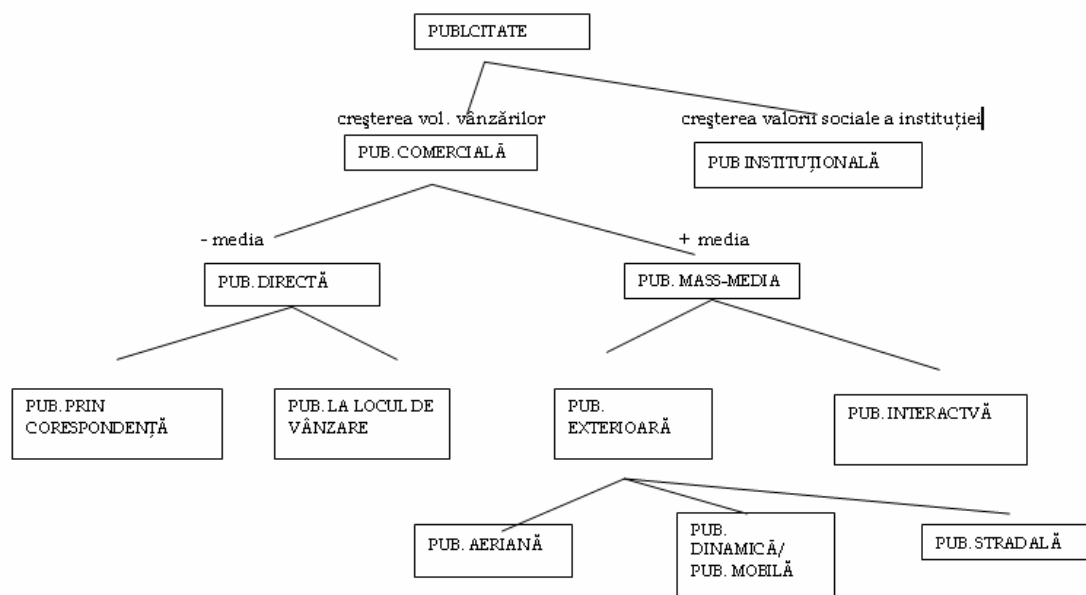 PUBLCITATE
creşterea vol. vânzărilor
creşterea valorii sociale a instituţiei
PUB. COMERCIALĂ
PUB INSTITUŢIONALĂ
- media
+ media
PUB. DIRECTĂ
PUB. MASS-MEDIA
PUB. PRIN
CORESPONDENŢĂ
PUB. LA LOCUL DE
VÂNZARE
PUB.
EXTERIOARĂ
PUB. INTERACTVĂ
PUB. AERIANĂ
PUB.
DINAMICĂ/
PUB. MOBILĂ
PUB. STRADALĂ